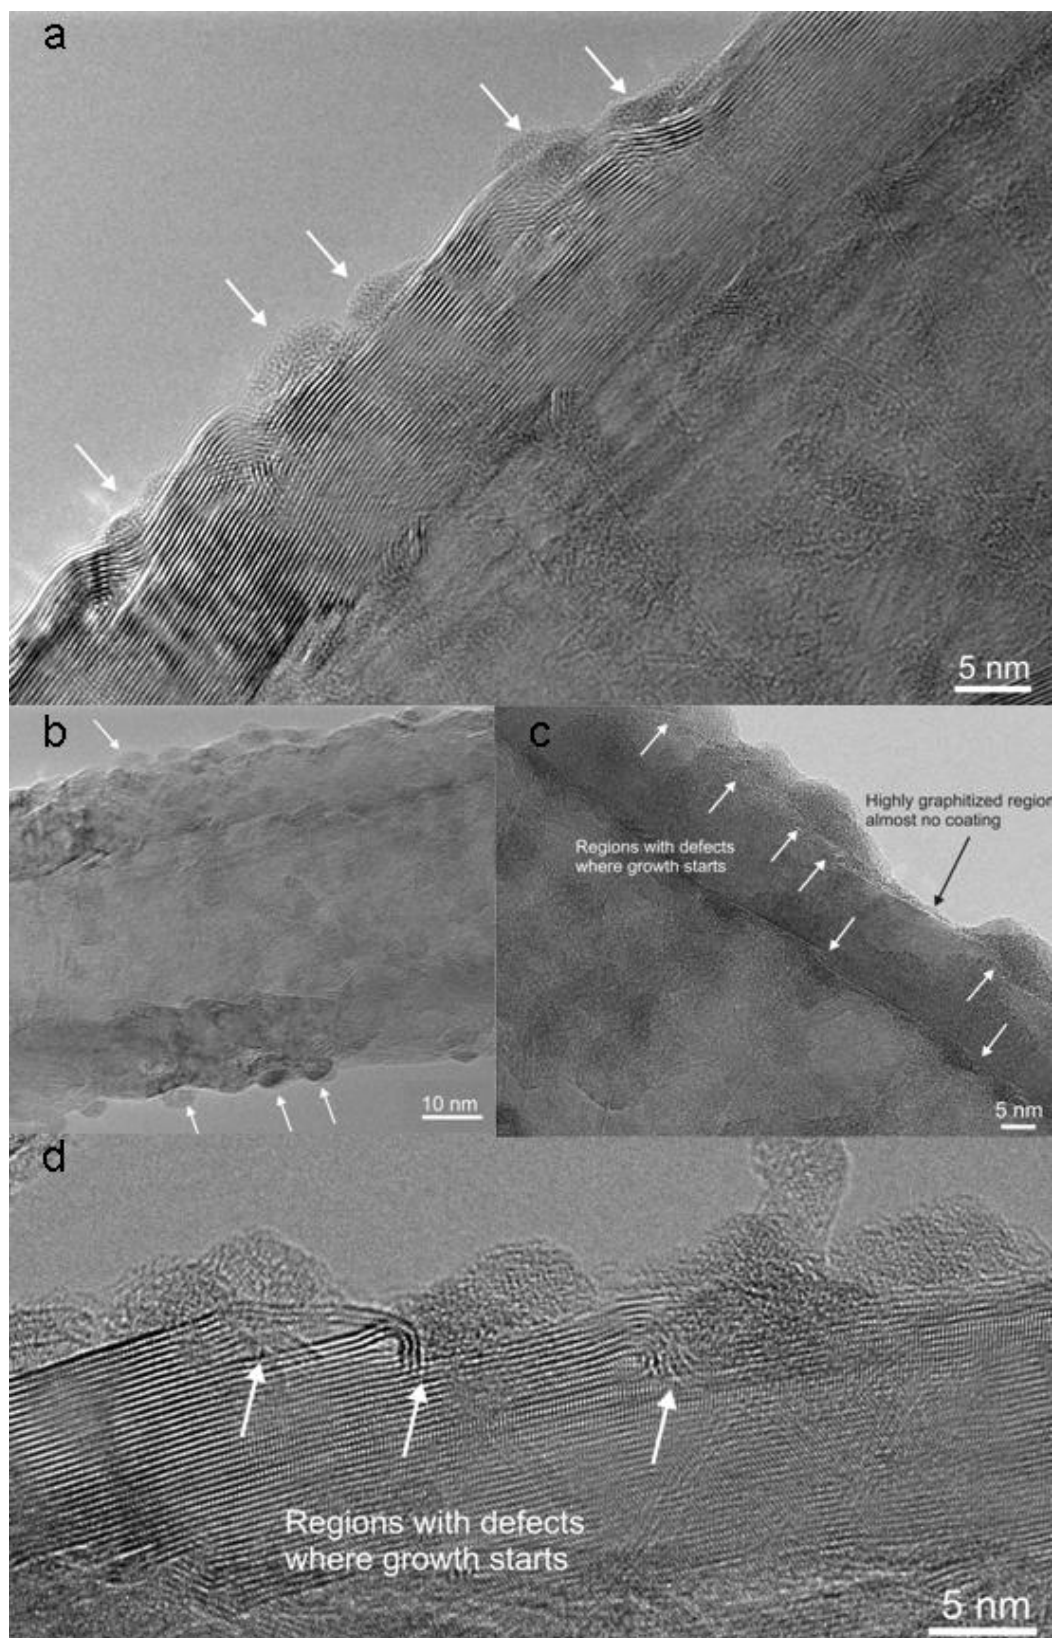 a
5 nm
b
10 nm
c
Highly graphitized region
almost no coating
Regions with defects
where growth starts
5 nm
d
Regions with defects
where growth starts
5 nm